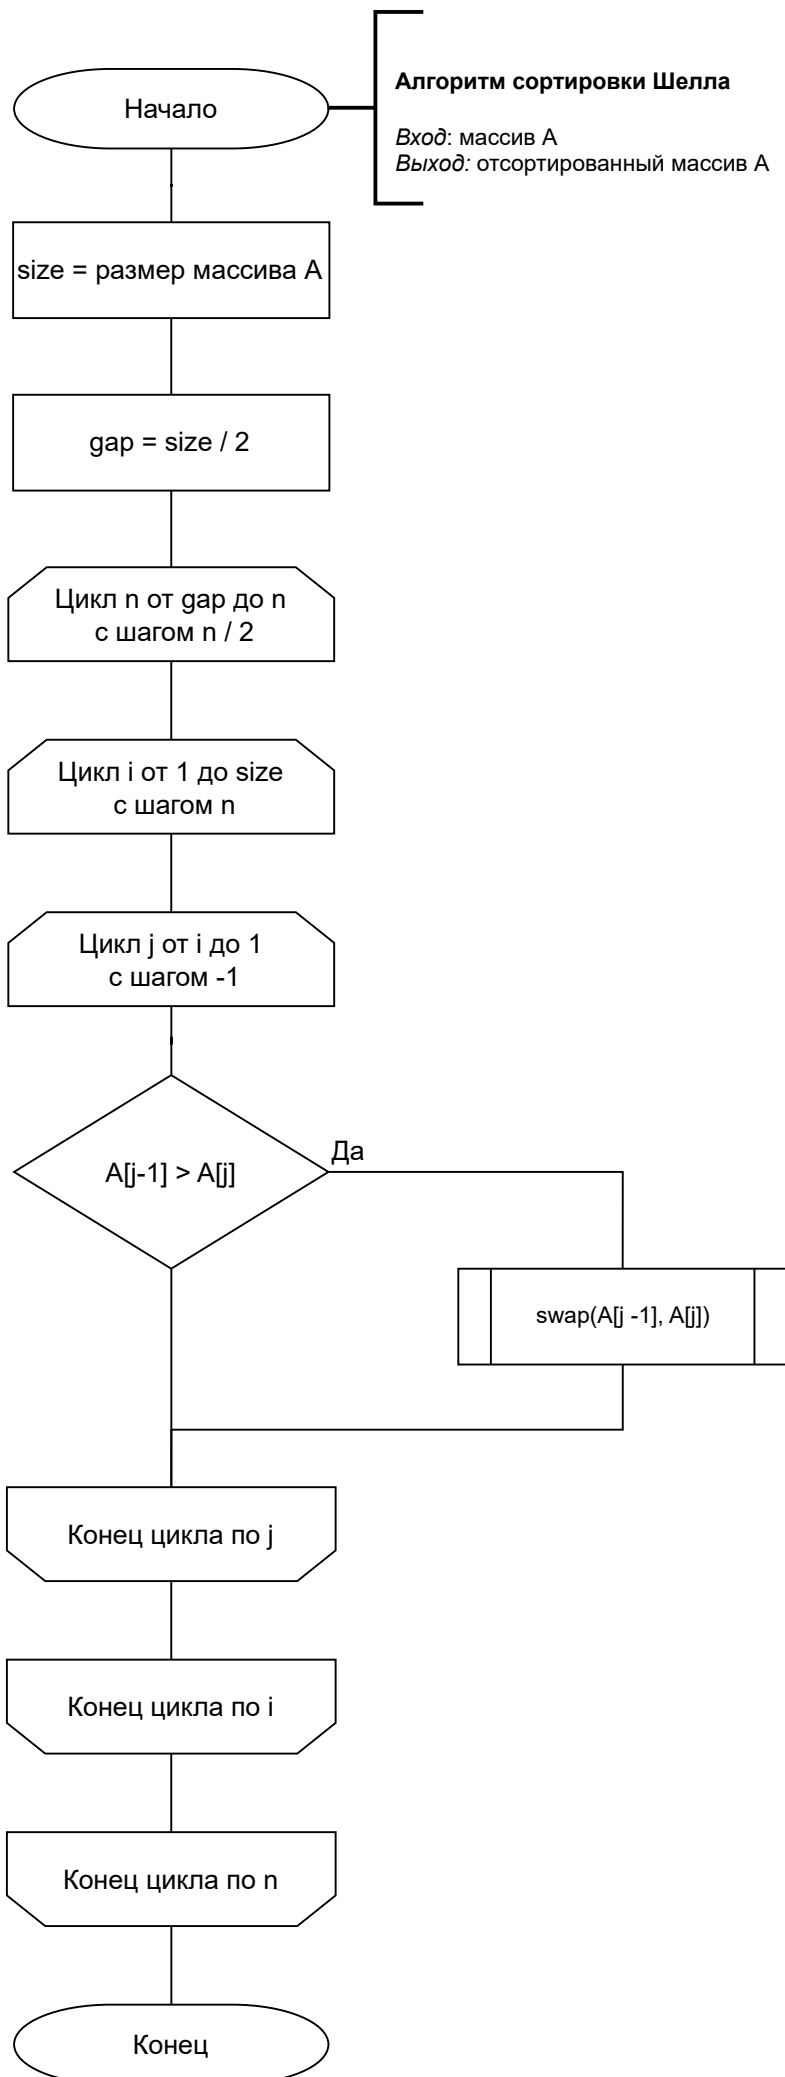 Начало
Алгоритм сортировки Шелла
Вход: массив А
Выход: отсортированный массив А
size = размер массива А
gap = size / 2
Цикл n от gap до n
с шагом n / 2
Цикл i от 1 до size
с шагом n
Цикл j от i до 1
с шагом -1
A[j-1] > A[j]
Да
swap(A[j -1], A[j])
Конец цикла по j
Конец цикла по i
Конец цикла по n
Конец